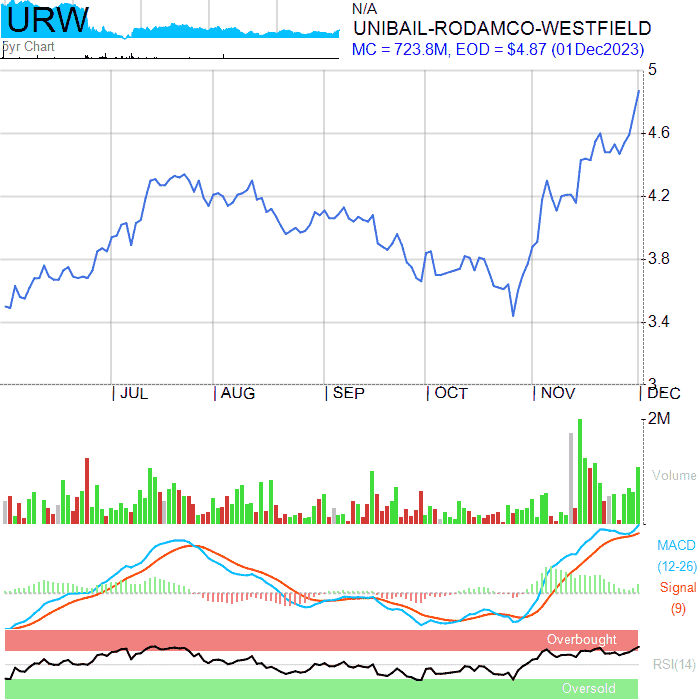 URW
5yr Chart
N/A
UNIBAIL-RODAMCO-WESTFIELD
MC = 723.8M, EOD = $4.87 (01Dec2023)
5
4.6
4.2
3.8
3.4
3
JUL
AUG
SEP
OCT
NOV
DEC
2M
Volume
MACD
(12-26)
Signal
(9)
Overbought
RSI(14)
Oversold